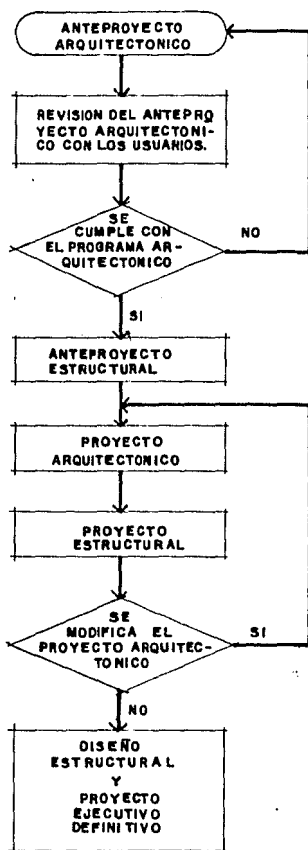 ANTEPROYECTO
ARQUITECTONICO
REVISION DEL ANTEPRO
YECTO ARQUITECTONI-
CO CON LOS USUARIOS.
SE
CUMPLE CON
EL PROGRAMA AR-
QUITECTONICO
NO
SI
ANTEPROYECTO
ESTRUCTURAL
PROYECTO
ARQUITECTONICO
PROYECTO
ESTRUCTURAL
SE
MODIFICA EL
PROYECTO ARQUITEC-
TONICO
SI
NO
DISEÑO
ESTRUCTURAL
Y
PROYECTO
EJECUTIVO
DEFINITIVO